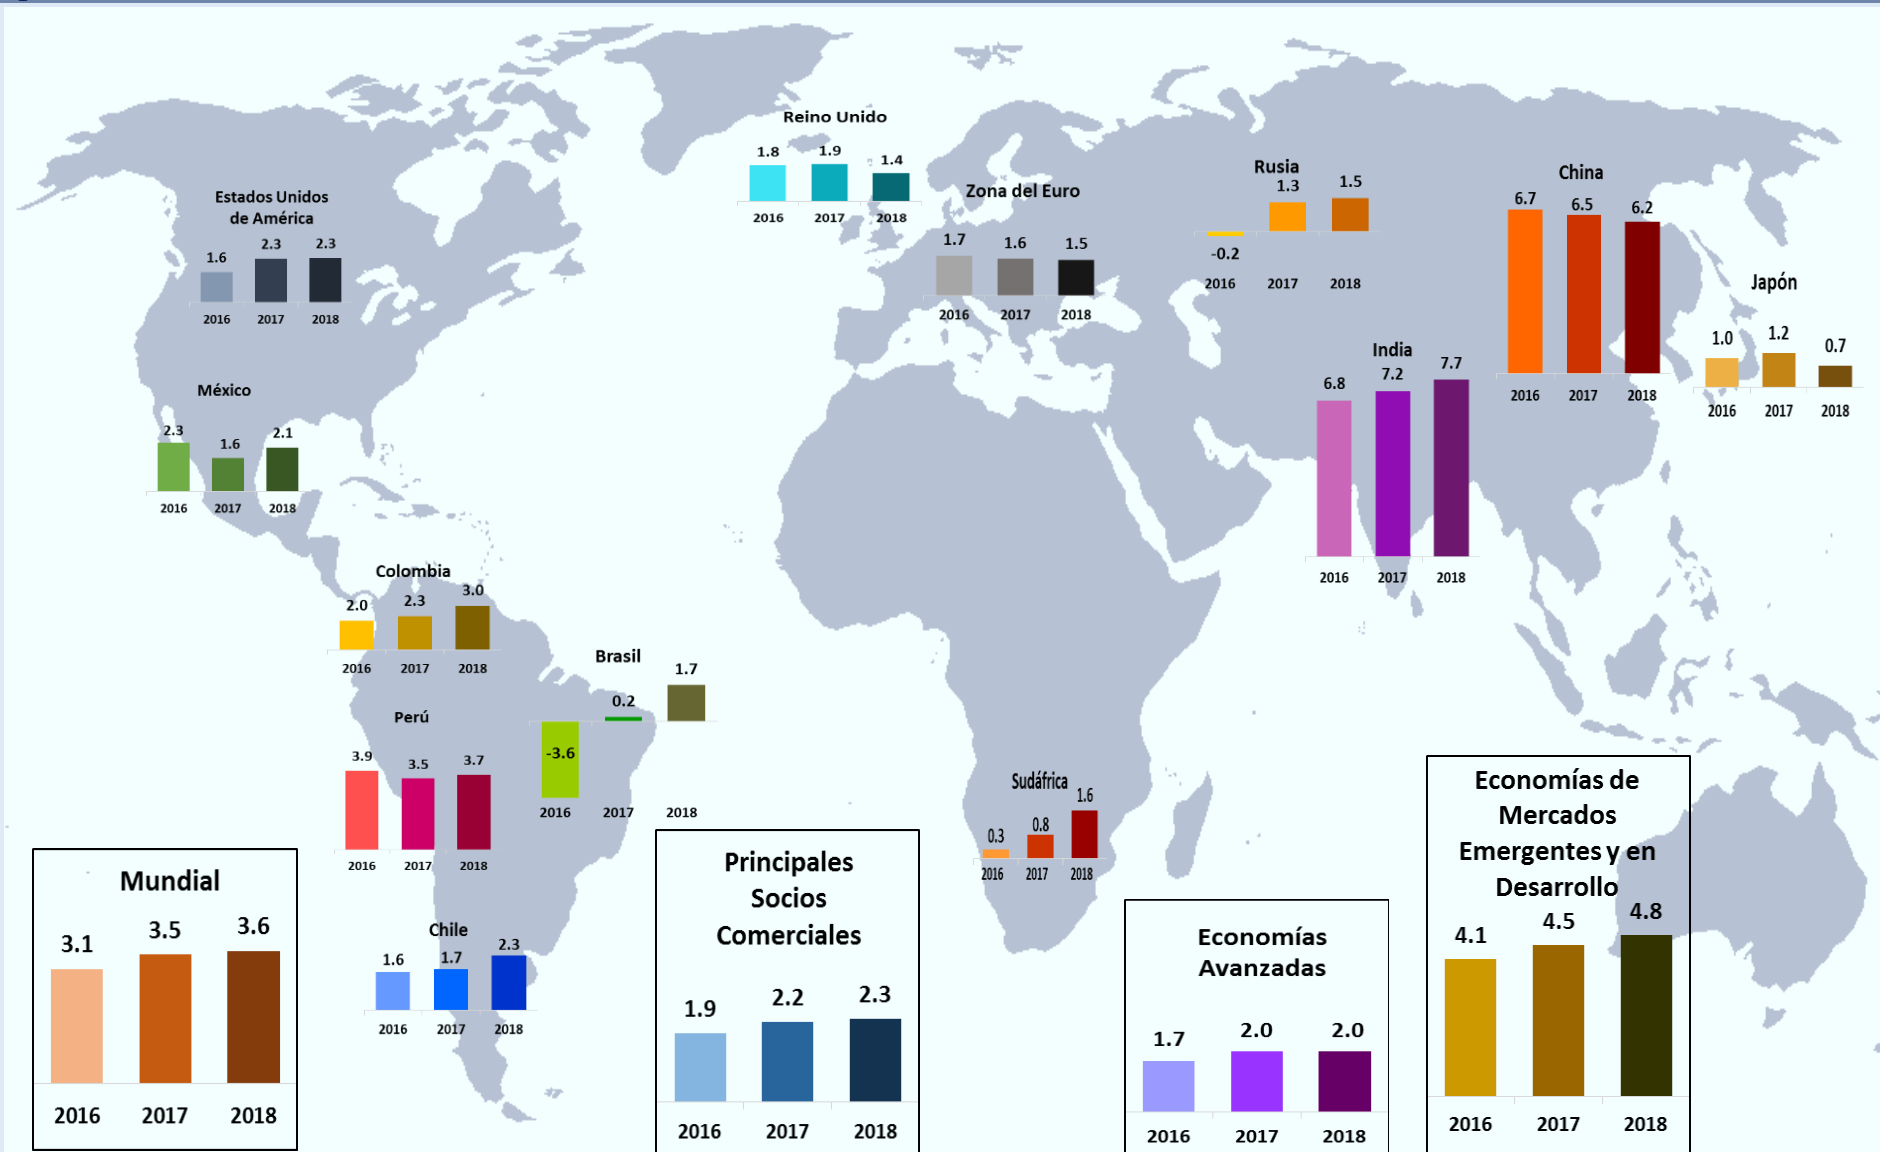 Reino Unido
1.8 1.9 1.4
2016 2017 2018
Estados Unidos
de América
1.6 2.3 2.3
2016 2017 2018
Zona del Euro
1.7 1.6 1.5
2016 2017 2018
Rusia
-0.2 1.3 1.5
2016 2017 2018
China
6.7 6.5 6.2
2016 2017 2018
Japón
1.0 1.2 0.7
2016 2017 2018
India
6.8 7.2 7.7
2016 2017 2018
México
2.3 1.6 2.1
2016 2017 2018
Colombia
2.0 2.3 3.0
2016 2017 2018
Brasil
-3.6 0.2 1.7
2016 2017 2018
Perú
3.9 3.5 3.7
2016 2017 2018
Sudáfrica
0.3 0.8 1.6
2016 2017 2018
Chile
1.6 1.7 2.3
2016 2017 2018
Mundial
3.1 3.5 3.6
2016 2017 2018
Principales
Socios
Comerciales
1.9 2.2 2.3
2016 2017 2018
Economías
Avanzadas
1.7 2.0 2.0
2016 2017 2018
Economías de
Mercados
Emergentes y en
Desarrollo
4.1 4.5 4.8
2016 2017 2018